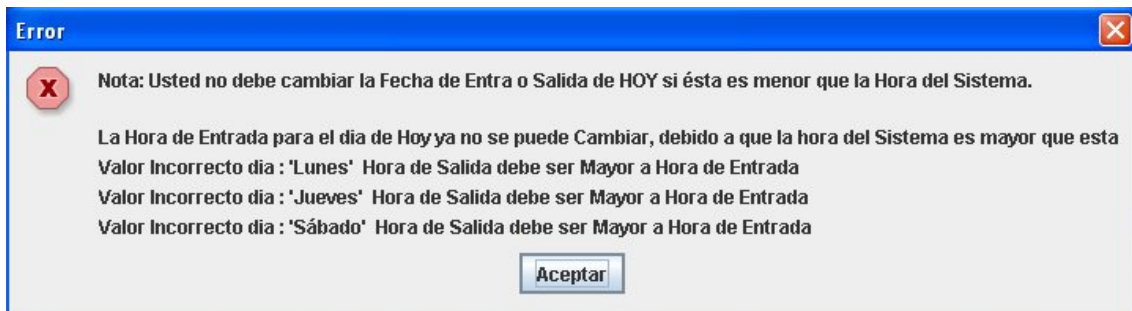 Error
Nota: Usted no debe cambiar la Fecha de Entra o Salida de HOY si ésta es menor que la Hora del Sistema.
La Hora de Entrada para el dia de Hoy ya no se puede Cambiar, debido a que la hora del Sistema es mayor que esta
Valor Incorrecto dia : 'Lunes' Hora de Salida debe ser Mayor a Hora de Entrada
Valor Incorrecto dia : 'Jueves' Hora de Salida debe ser Mayor a Hora de Entrada
Valor Incorrecto dia : 'Sábado' Hora de Salida debe ser Mayor a Hora de Entrada
Aceptar